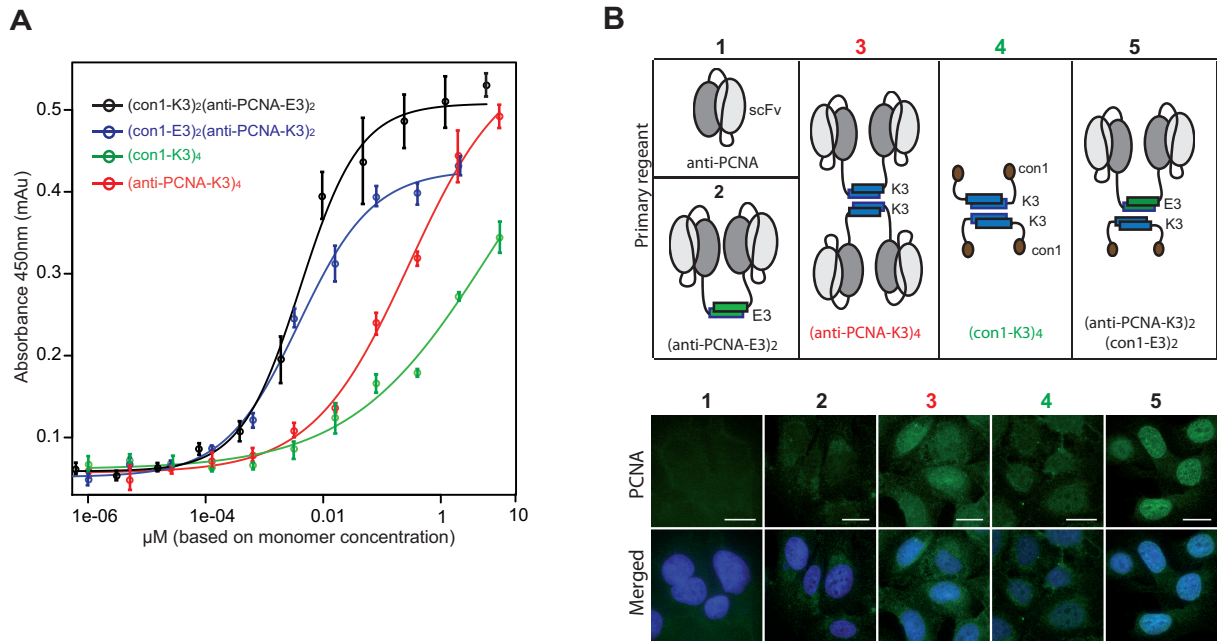 A
0.5
0.4
0.3
0.2
0.1
Absorbance 450nm (mAu)
(con1-K3)₂(anti-PCNA-E3)₂
(con1-E3)₂(anti-PCNA-K3)₂
(con1-K3)₄
(anti-PCNA-K3)₄
1e-06 1e-04 0.01 1 10
µM (based on monomer concentration)
B
1 3 4 5
Primary regeant
scFv
anti-PCNA
2
E3
(anti-PCNA-E3)₂
K3
K3
(anti-PCNA-K3)₄
con1
K3
K3
con1
(con1-K3)₄
E3
K3
(anti-PCNA-K3)₂
(con1-E3)₂
1 2 3 4 5
PCNA
Merged